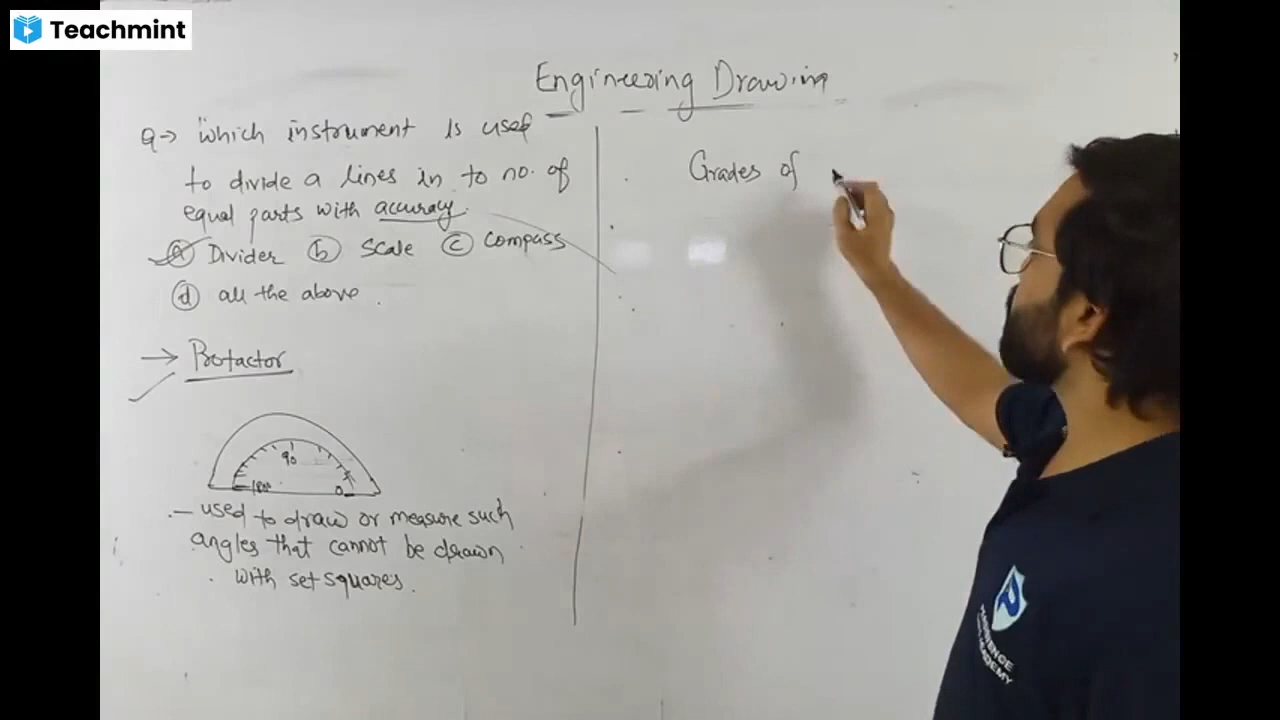 Teachmint
Engineering Drawing
Q→ Which instrument is used
to divide a lines in to no. of
equal parts with accuracy.
(a) Divider (b) Scale (c) Compass
(d) all the above.
→ Protactor
90
180 0
- used to draw or measure such
angles that cannot be drawn
with set squares.
Grades of
ACADEMY